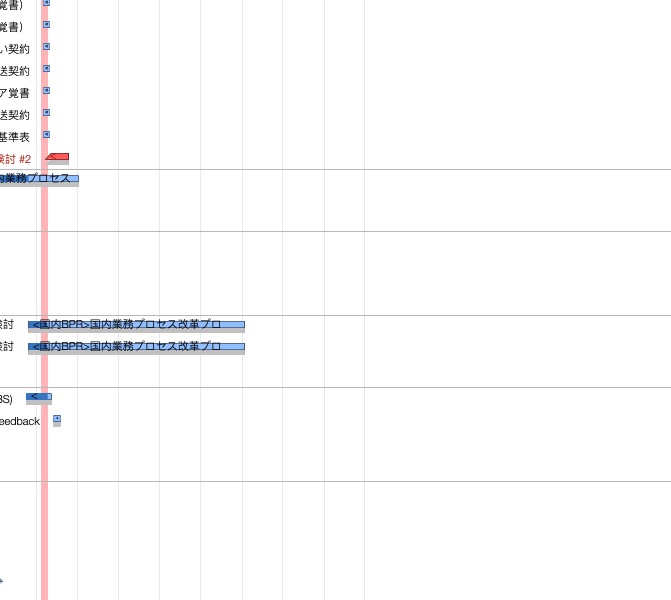 覚書）
覚書）
い契約
送契約
ア覚書
送契約
基準表
検討 #2
内業務プロセス
検討
<国内BPR>国内業務プロセス改革プロ
検討
<国内BPR>国内業務プロセス改革プロ
BS)
<
eedback